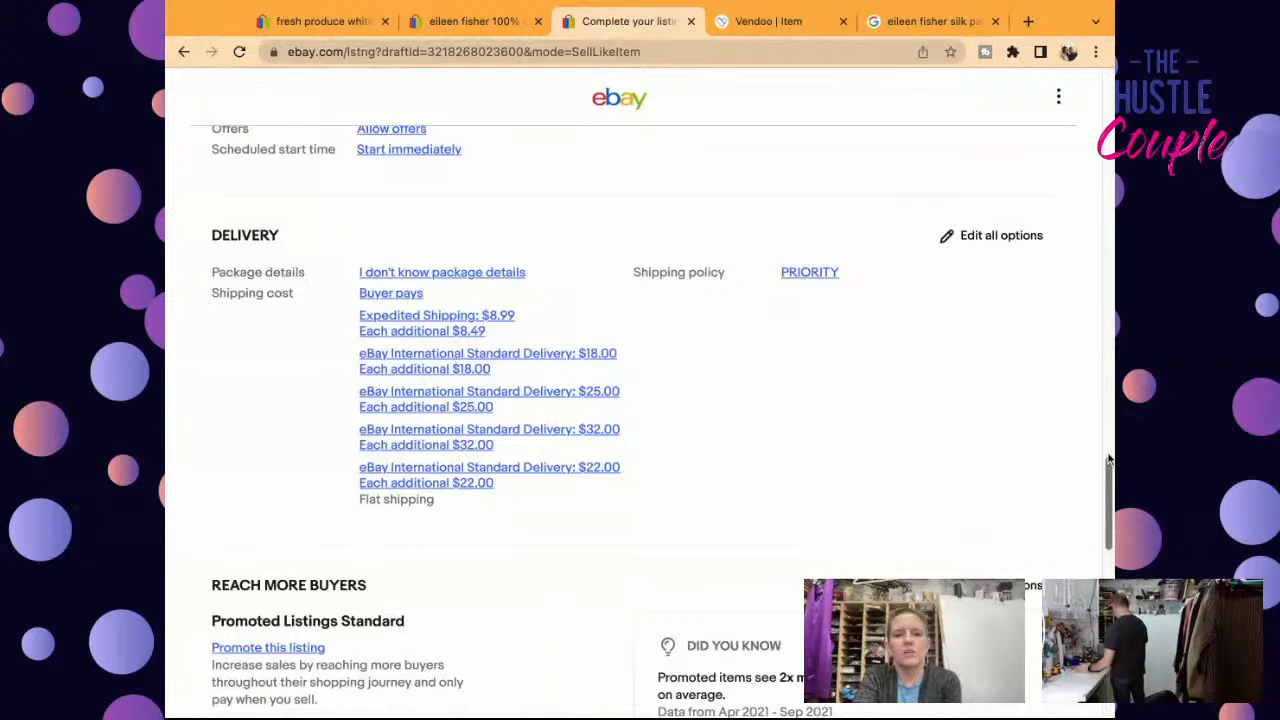 fresh produce white
eileen fisher 100%
Complete your listin
Vendoo | Item
eileen fisher silk pa
ebay.com/lstng?draftId=3218268023600&mode=SellLikeItem
THE
HUSTLE
Couple
ebay
Offers
Allow offers
Scheduled start time
Start immediately
DELIVERY
Edit all options
Package details
I don't know package details
Shipping policy
PRIORITY
Shipping cost
Buyer pays
Expedited Shipping: $8.99
Each additional $8.49
eBay International Standard Delivery: $18.00
Each additional $18.00
eBay International Standard Delivery: $25.00
Each additional $25.00
eBay International Standard Delivery: $32.00
Each additional $32.00
eBay International Standard Delivery: $22.00
Each additional $22.00
Flat shipping
REACH MORE BUYERS
ons
Promoted Listings Standard
Promote this listing
Increase sales by reaching more buyers
throughout their shopping journey and only
pay when you sell.
DID YOU KNOW
Promoted items see 2x m
on average.
Data from Apr 2021 - Sep 2021